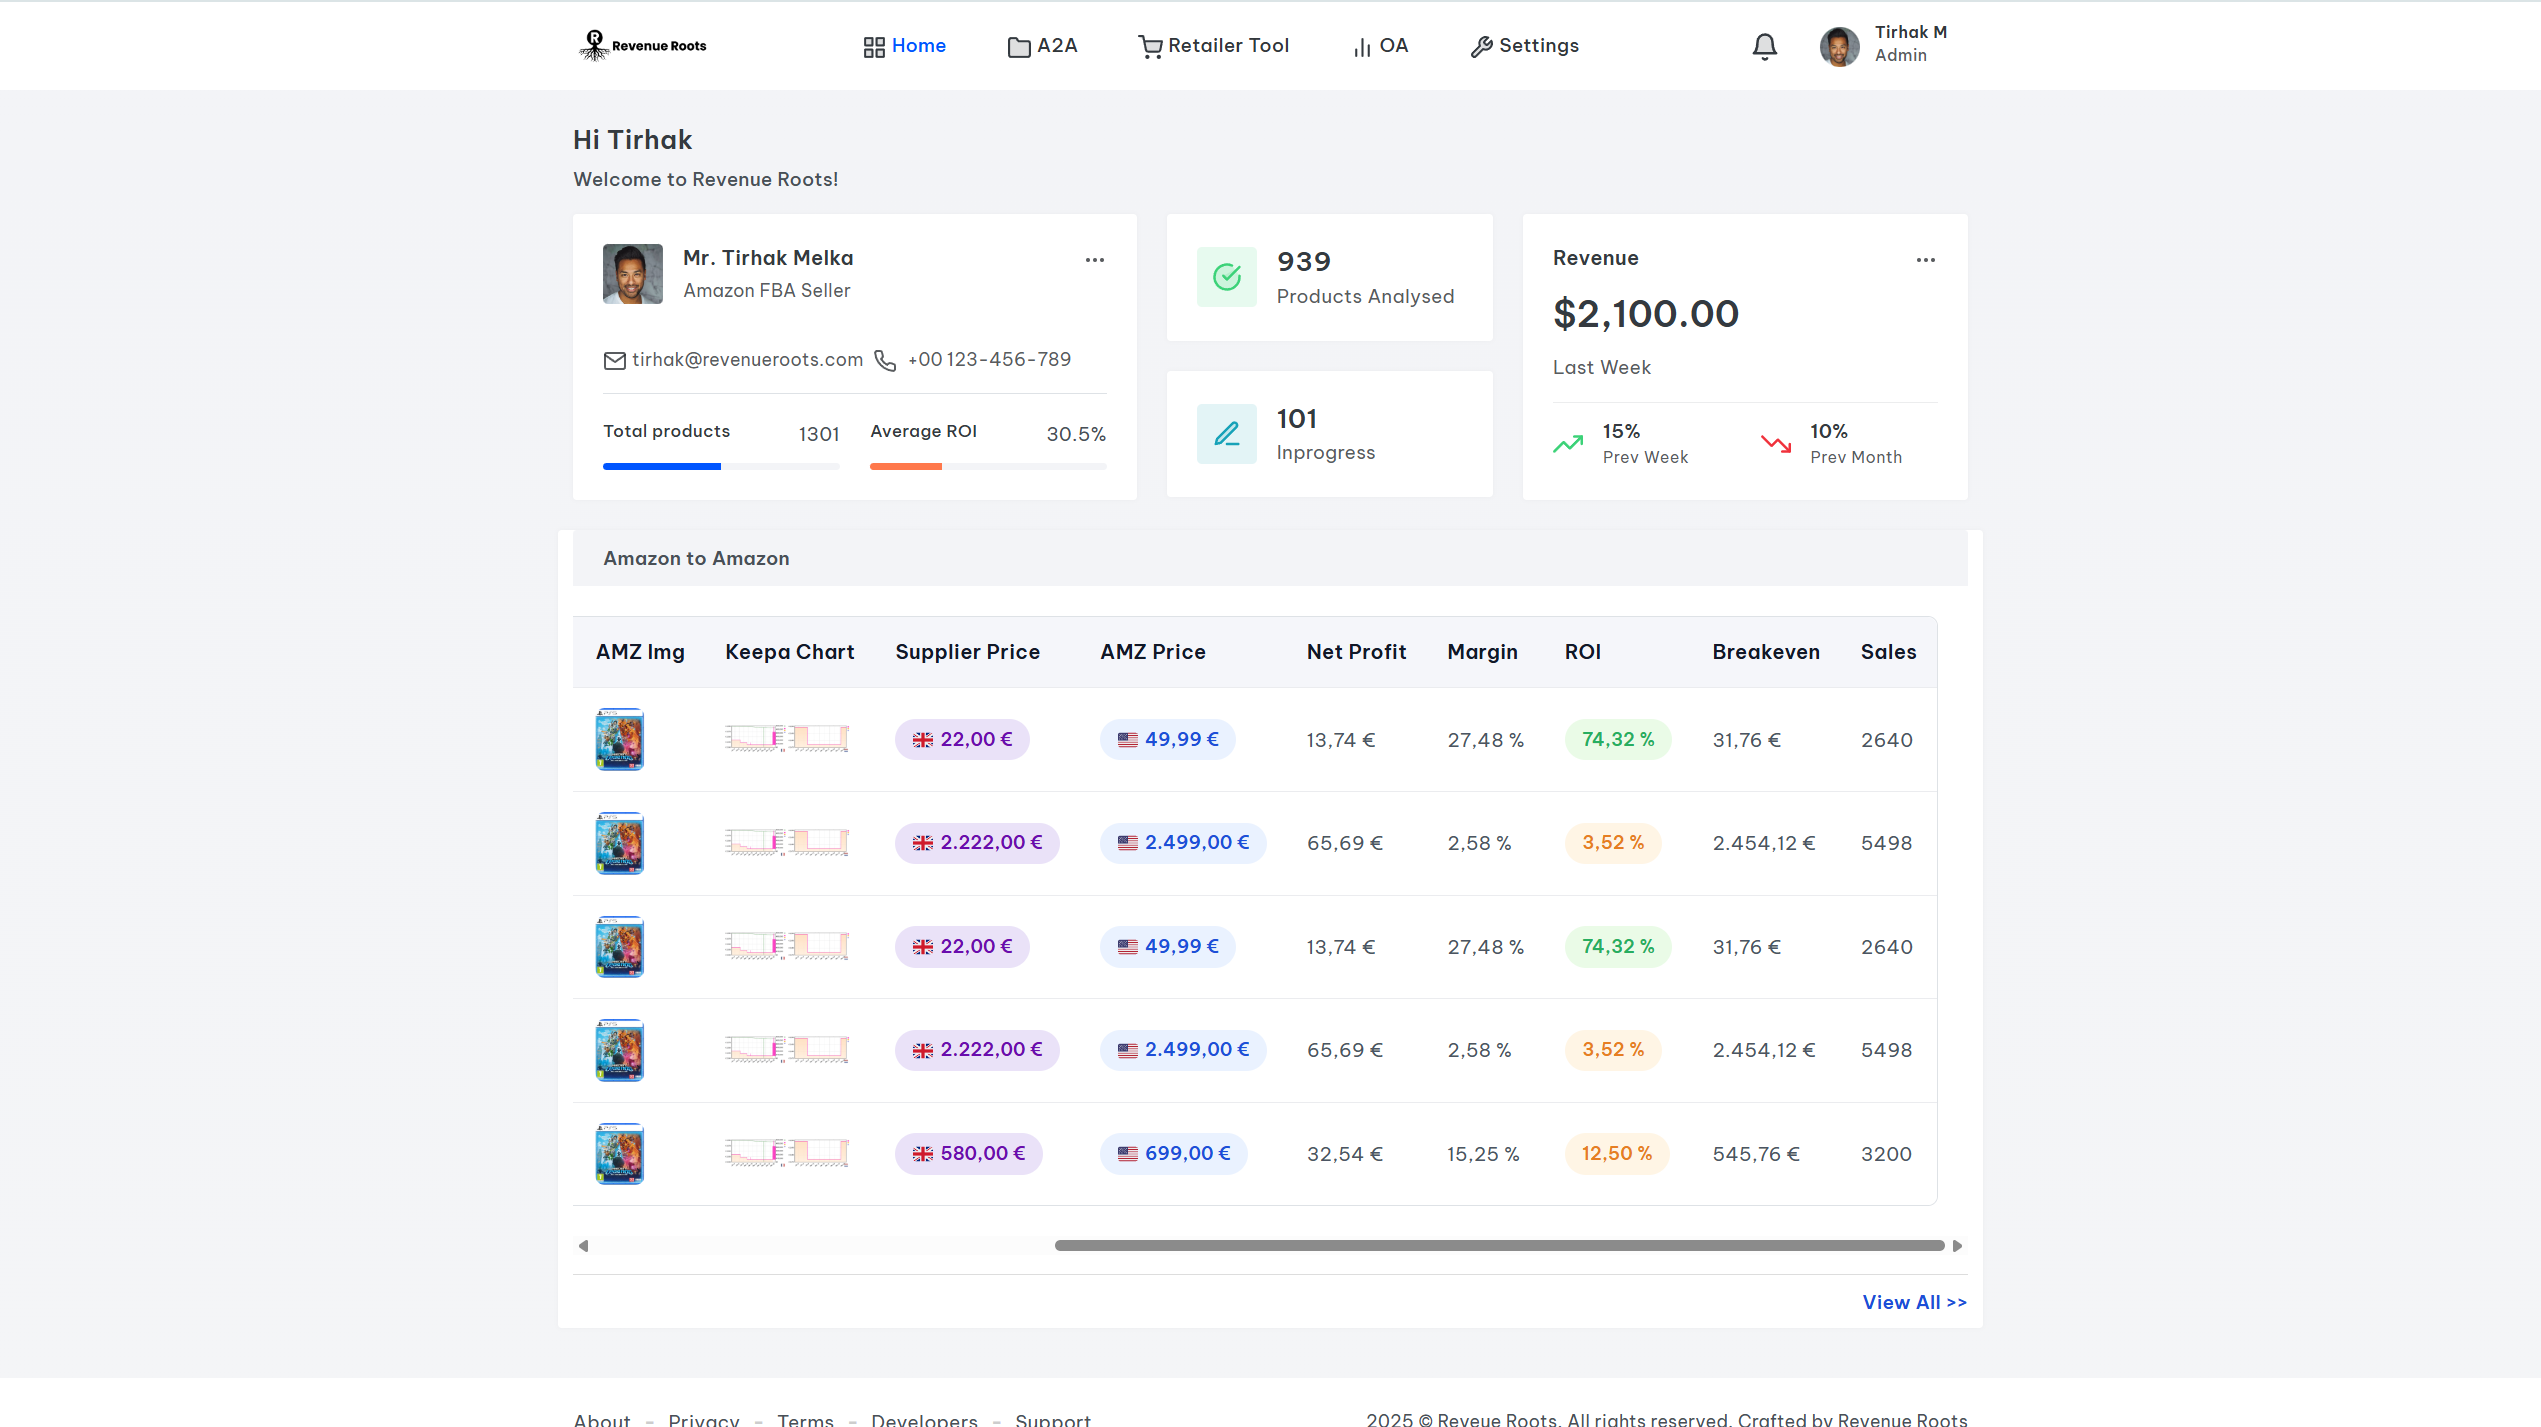 Revenue Roots
Home
A2A
Retailer Tool
OA
Settings
Tirhak M
Admin
Hi Tirhak
Welcome to Revenue Roots!
Mr. Tirhak Melka
Amazon FBA Seller
tirhak@revenueroots.com
+00 123-456-789
Total products 1301
Average ROI 30.5%
939
Products Analysed
101
Inprogress
Revenue
$2,100.00
Last Week
15%
Prev Week
10%
Prev Month
Amazon to Amazon
AMZ Img Keepa Chart Supplier Price AMZ Price Net Profit Margin ROI Breakeven Sales
22,00 € 49,99 € 13,74 € 27,48 % 74,32 % 31,76 € 2640
2.222,00 € 2.499,00 € 65,69 € 2,58 % 3,52 % 2.454,12 € 5498
22,00 € 49,99 € 13,74 € 27,48 % 74,32 % 31,76 € 2640
2.222,00 € 2.499,00 € 65,69 € 2,58 % 3,52 % 2.454,12 € 5498
580,00 € 699,00 € 32,54 € 15,25 % 12,50 % 545,76 € 3200
View All >>
About - Privacy - Terms - Developers - Support
2025 © Reveue Roots. All rights reserved. Crafted by Revenue Roots